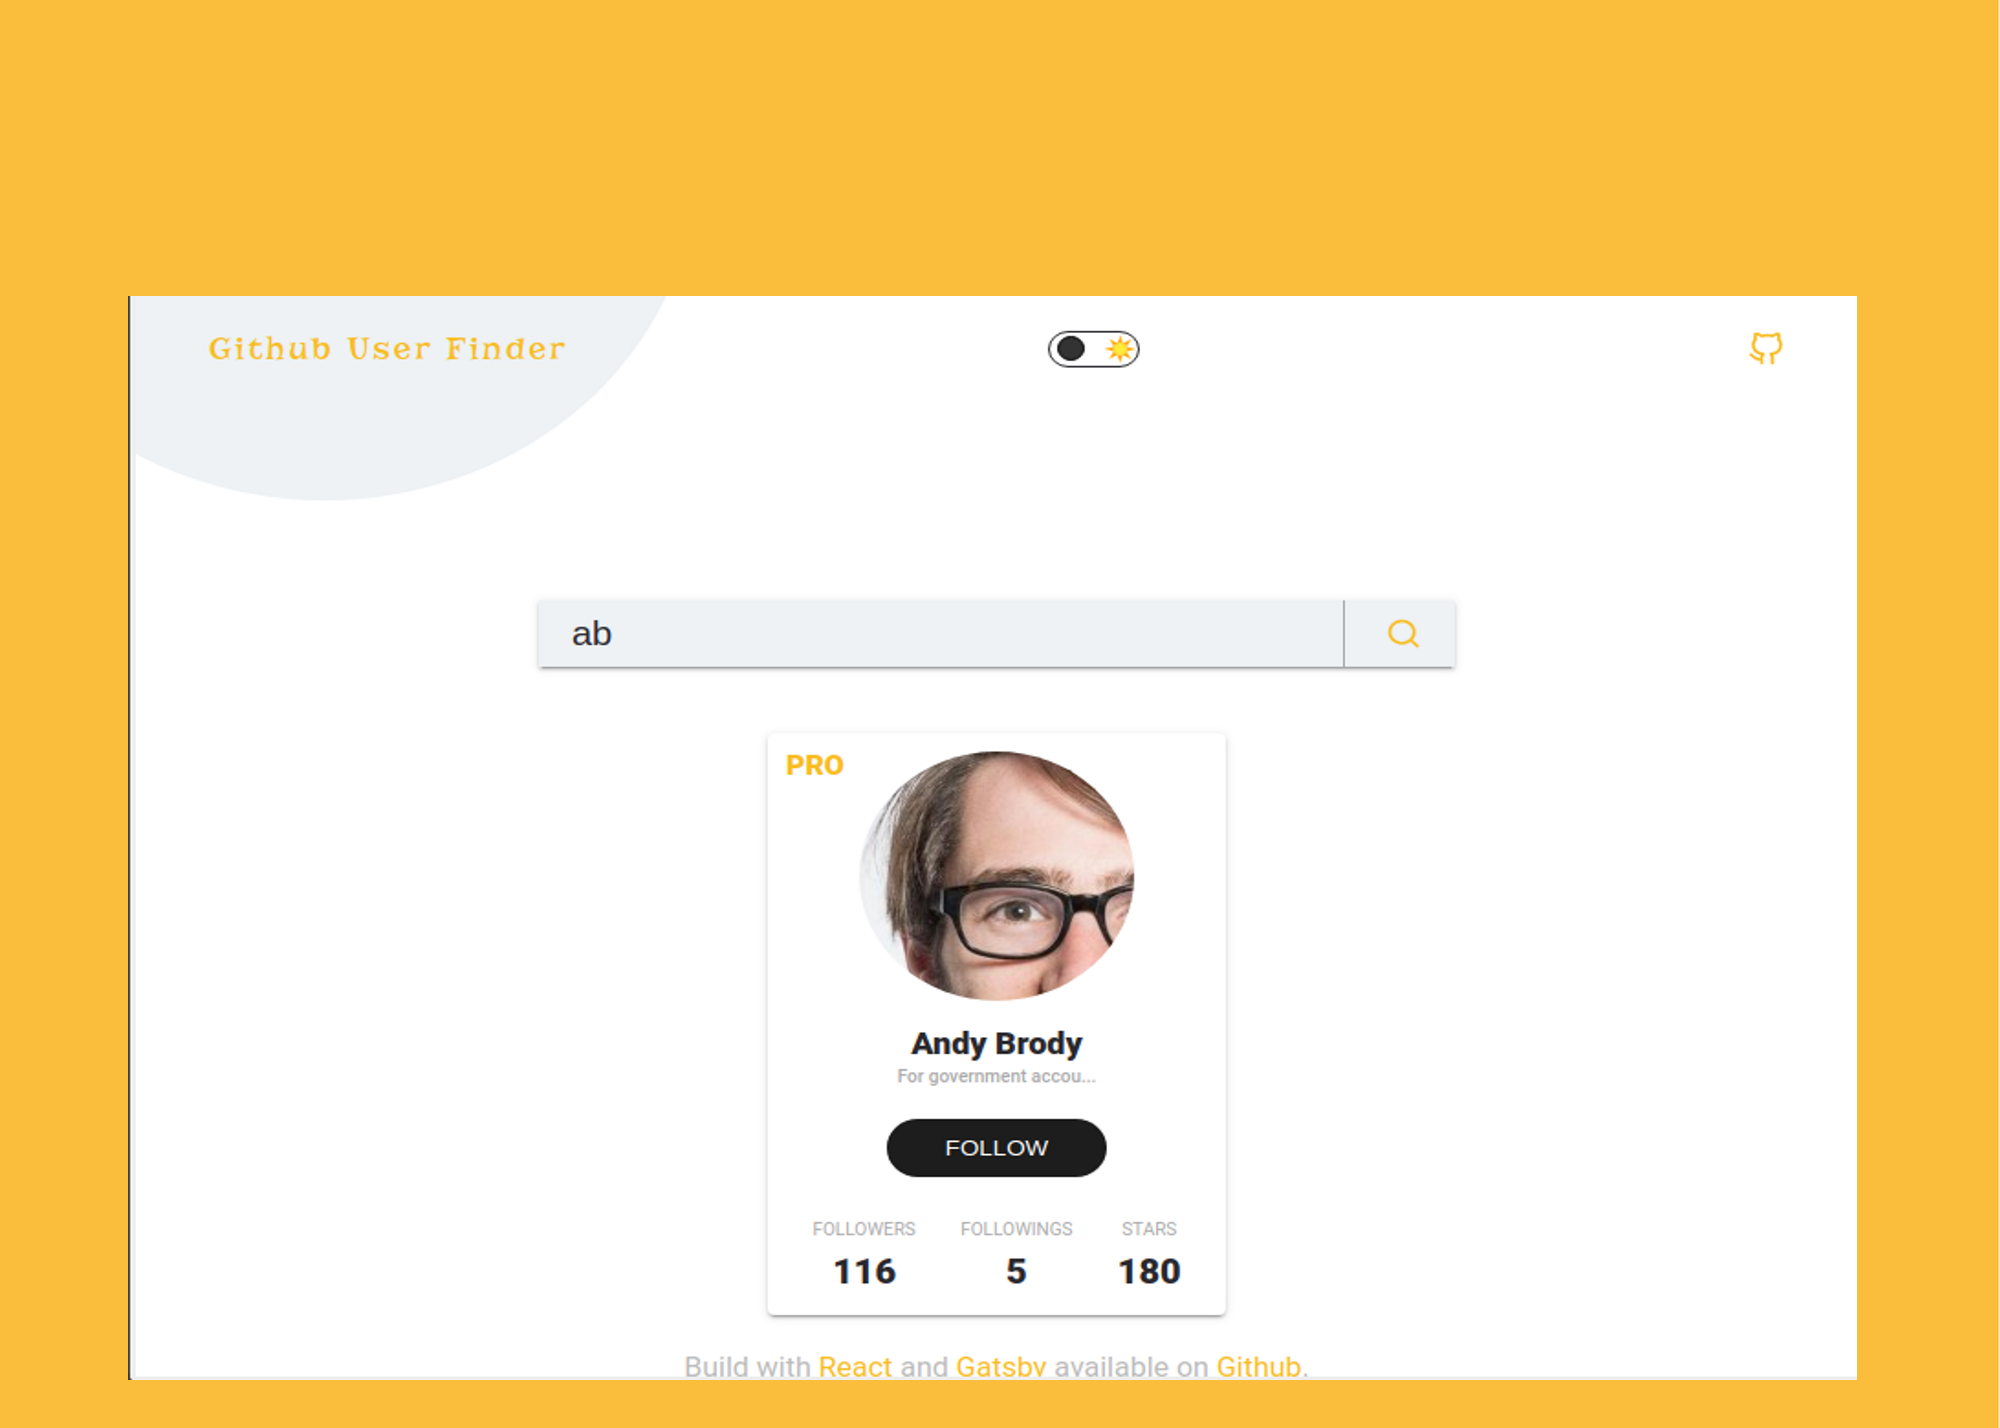 Github User Finder
ab
PRO
Andy Brody
For government accou...
FOLLOW
FOLLOWERS FOLLOWINGS STARS
116 5 180
Build with React and Gatsby available on Github.